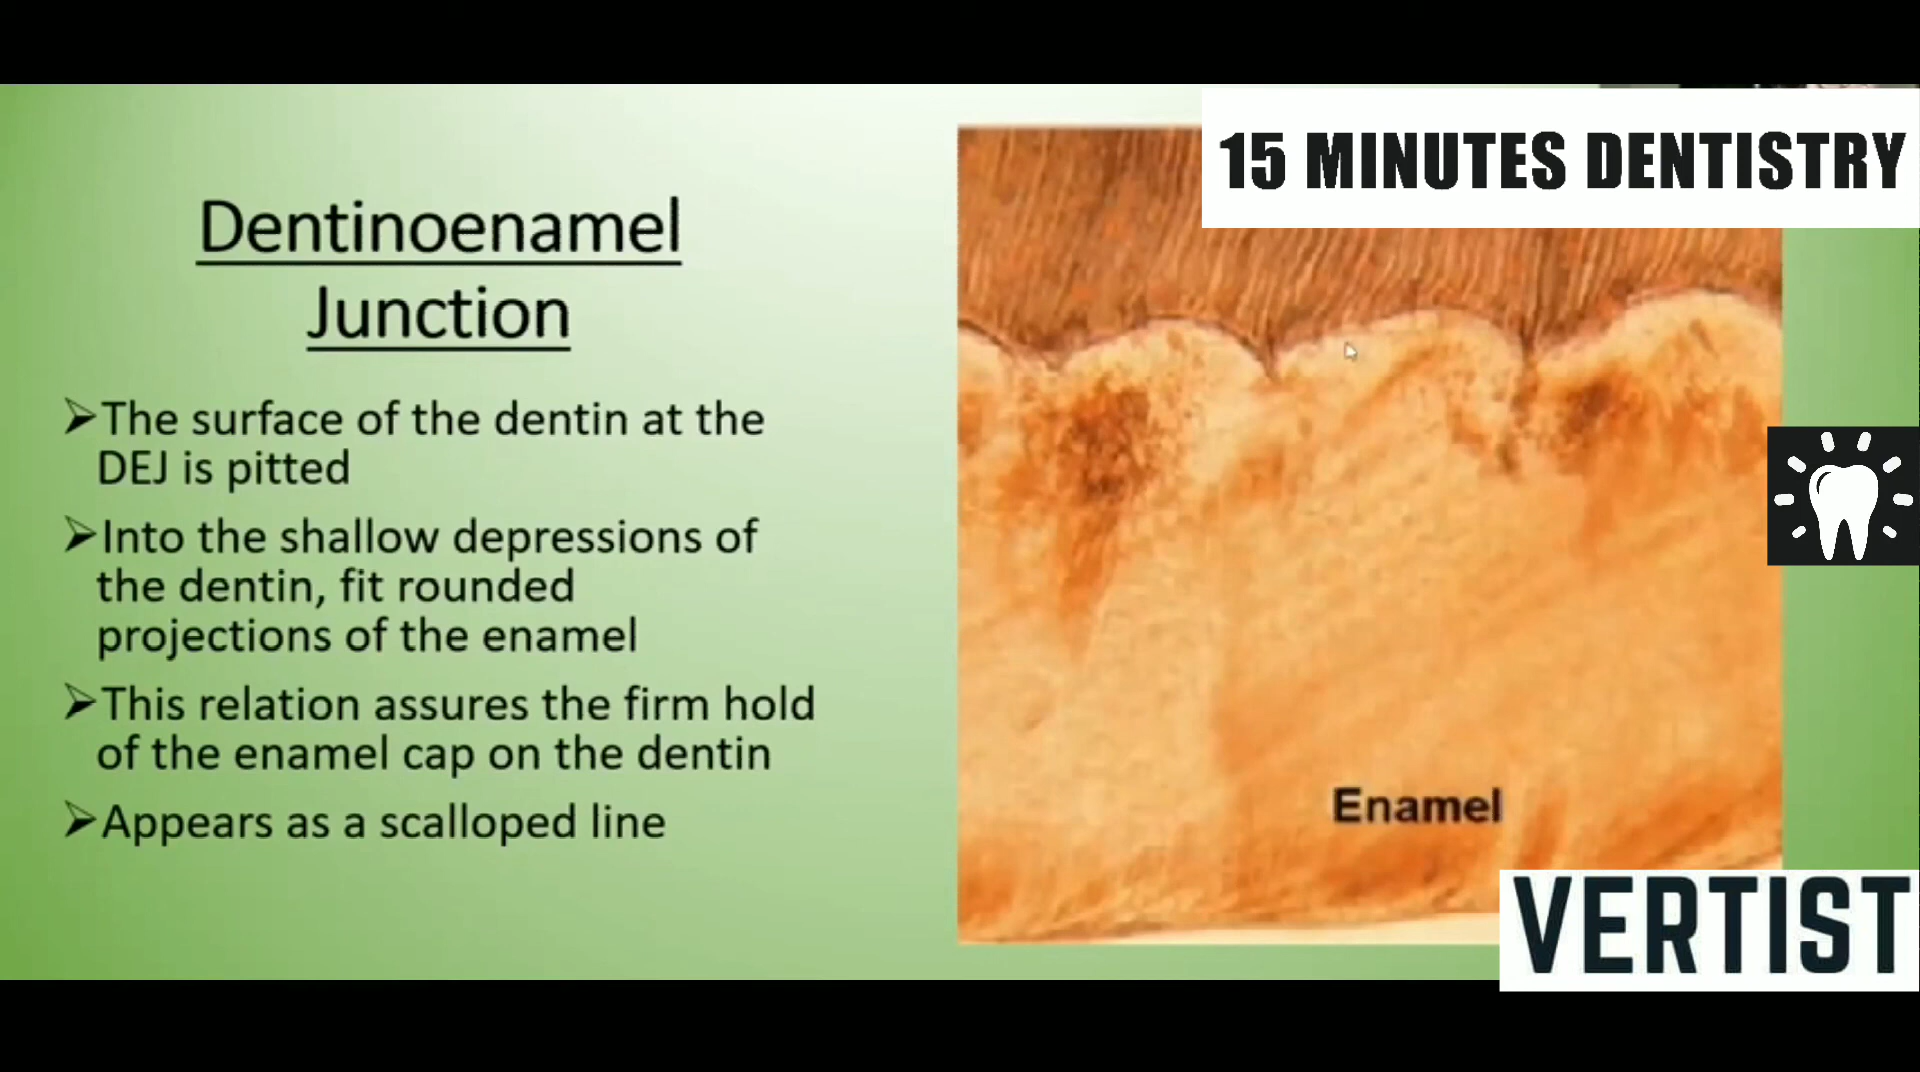 15 MINUTES DENTISTRY
Dentinoenamel
Junction
➢The surface of the dentin at the
DEJ is pitted
➢Into the shallow depressions of
the dentin, fit rounded
projections of the enamel
➢This relation assures the firm hold
of the enamel cap on the dentin
➢Appears as a scalloped line
Enamel
VERTIST